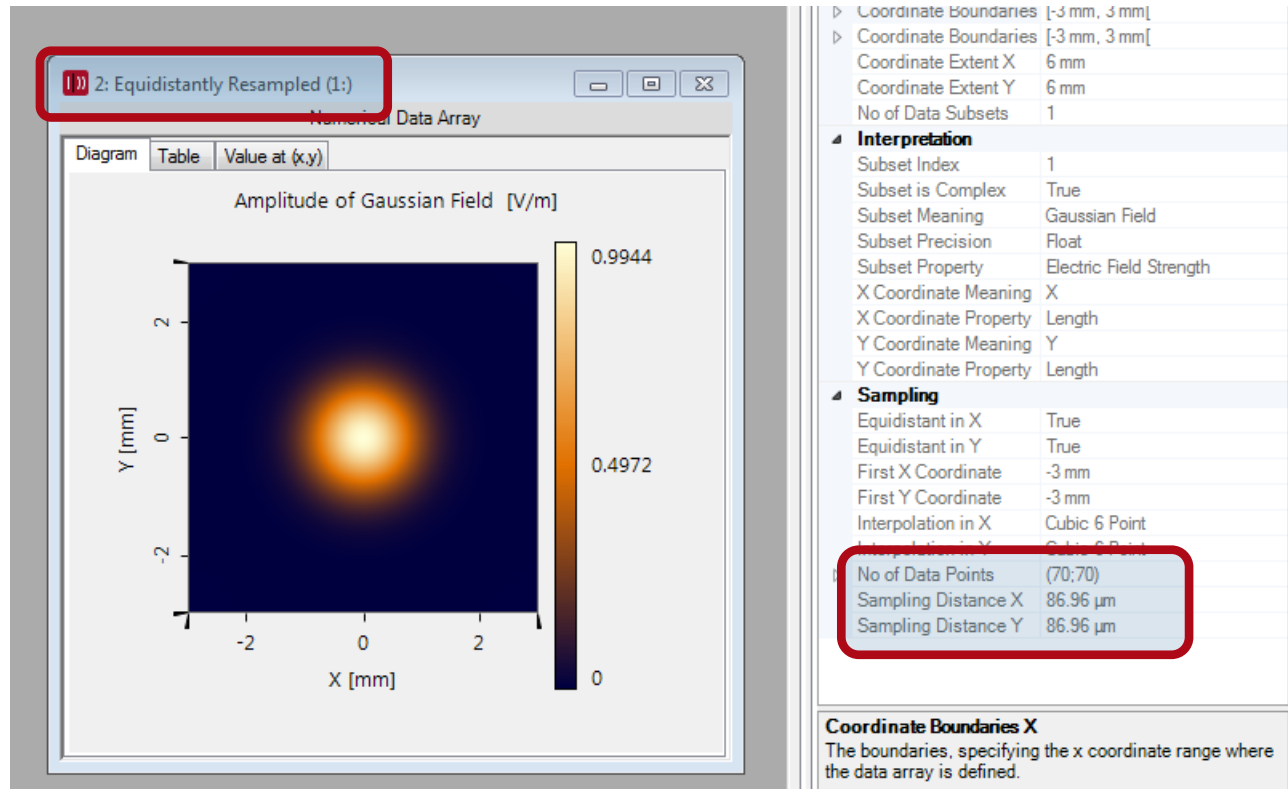 2: Equidistantly Resampled (1:)
Numerical Data Array
Diagram Table Value at (x,y)
Amplitude of Gaussian Field [V/m]
0.9944
0.4972
0
2
0
-2
Y [mm]
-2 0 2
X [mm]
Coordinate Boundaries [-3 mm, 3 mm[
Coordinate Boundaries [-3 mm, 3 mm[
Coordinate Extent X 6 mm
Coordinate Extent Y 6 mm
No of Data Subsets 1
Interpretation
Subset Index 1
Subset is Complex True
Subset Meaning Gaussian Field
Subset Precision Float
Subset Property Electric Field Strength
X Coordinate Meaning X
X Coordinate Property Length
Y Coordinate Meaning Y
Y Coordinate Property Length
Sampling
Equidistant in X True
Equidistant in Y True
First X Coordinate -3 mm
First Y Coordinate -3 mm
Interpolation in X Cubic 6 Point
Interpolation in Y Cubic 6 Point
No of Data Points (70;70)
Sampling Distance X 86.96 µm
Sampling Distance Y 86.96 µm
Coordinate Boundaries X
The boundaries, specifying the x coordinate range where
the data array is defined.